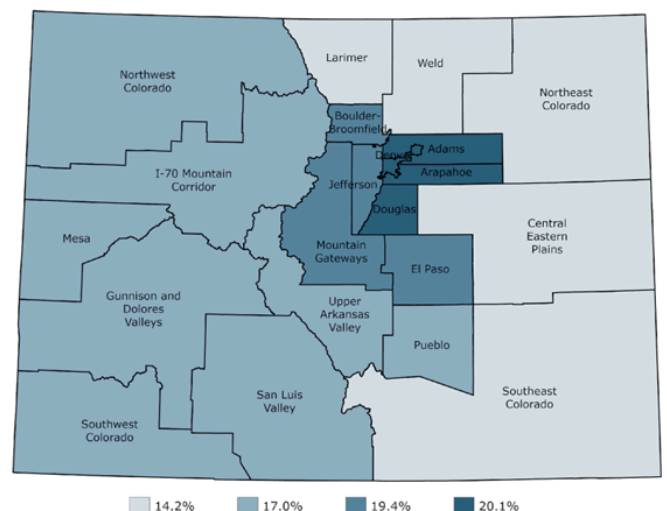 Larimer
Weld
Northwest
Colorado
Northeast
Colorado
Boulder-
Broomfield
Denver
Adams
Arapahoe
I-70 Mountain
Corridor
Jefferson
Douglas
Mesa
Central
Eastern
Plains
Mountain
Gateways
El Paso
Gunnison and
Dolores
Valleys
Upper
Arkansas
Valley
Pueblo
San Luis
Valley
Southeast
Colorado
Southwest
Colorado
14.2% 17.0% 19.4% 20.1%